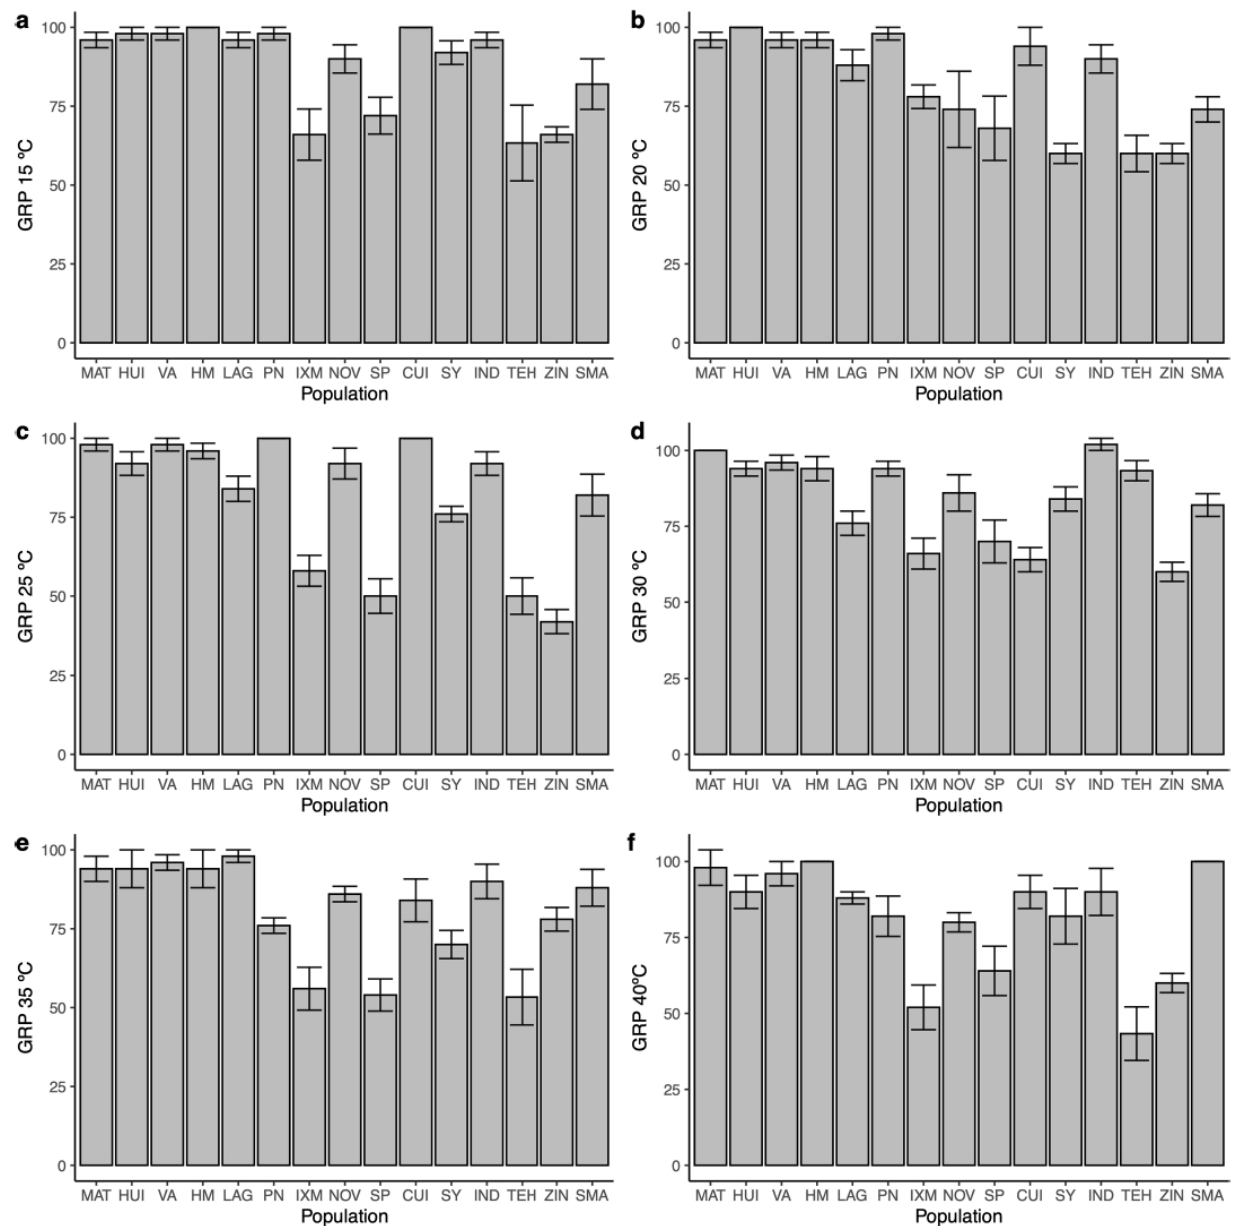 a
GRP 15 ºC
100
75
50
25
0
MAT HUI VA HM LAG PN IXM NOV SP CUI SY IND TEH ZIN SMA
Population
b
GRP 20 ºC
100
75
50
25
0
MAT HUI VA HM LAG PN IXM NOV SP CUI SY IND TEH ZIN SMA
Population
c
GRP 25 ºC
100
75
50
25
0
MAT HUI VA HM LAG PN IXM NOV SP CUI SY IND TEH ZIN SMA
Population
d
GRP 30 ºC
100
75
50
25
0
MAT HUI VA HM LAG PN IXM NOV SP CUI SY IND TEH ZIN SMA
Population
e
GRP 35 ºC
100
75
50
25
0
MAT HUI VA HM LAG PN IXM NOV SP CUI SY IND TEH ZIN SMA
Population
f
GRP 40ºC
100
75
50
25
0
MAT HUI VA HM LAG PN IXM NOV SP CUI SY IND TEH ZIN SMA
Population